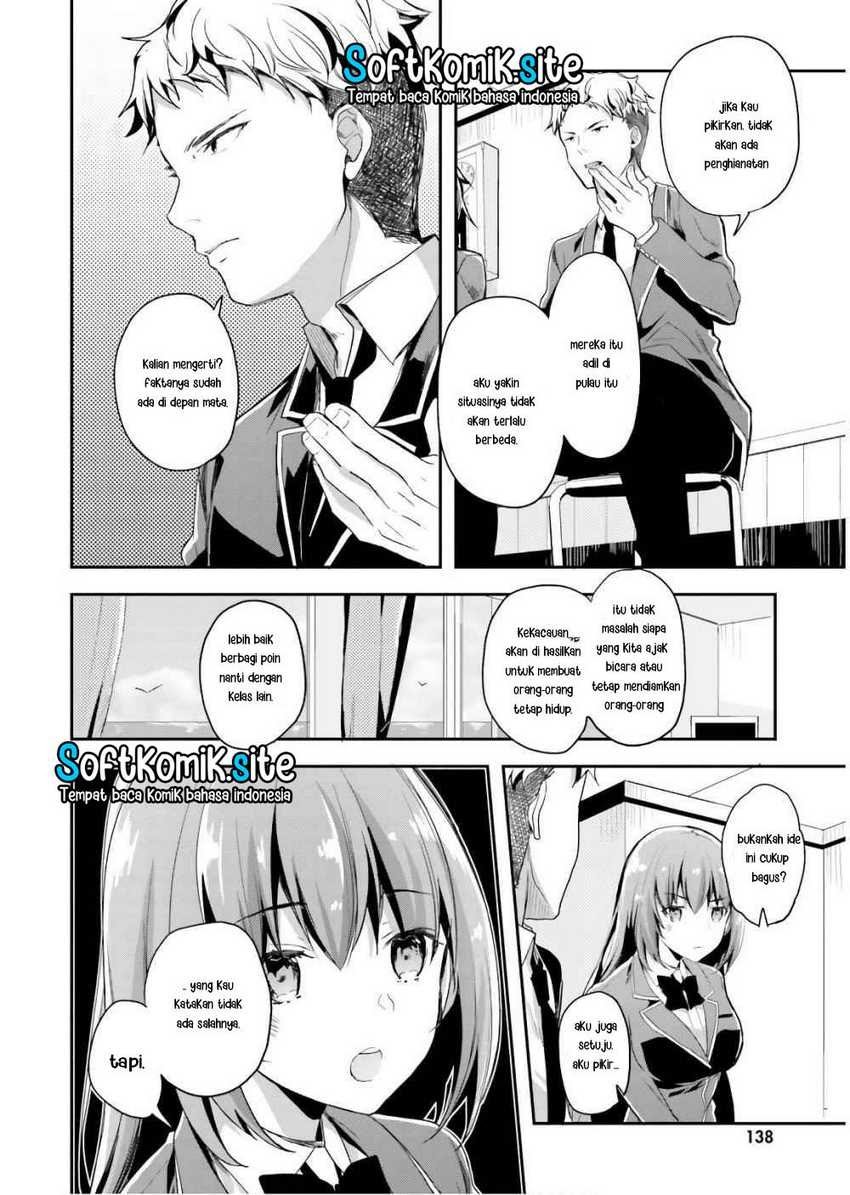 SoftKomik.site
Tempat baca Komik bahasa indonesia
jika kau
pikirkan. tidak
akan ada
penghianatan
mereka itu
adil di
pulau itu
aku yakin
situasinya tidak
akan terlalu
berbeda.
Kalian mengerti?
faktanya sudah
ada di depan mata.
itu tidak
masalah siapa
yang kita ajak
bicara atau
tetap mendiamkan
orang-orang
Kekacauan
akan di hasilkan
untuk membuat
orang-orang
tetap hidup.
lebih baik
berbagi poin
nanti dengan
kelas lain.
SoftKomik.site
Tempat baca Komik bahasa indonesia
bukankah ide
ini cukup
bagus?
aku juga
setuju.
aku pikir...
... yang kau
katakan tidak
ada salahnya.
tapi.
138